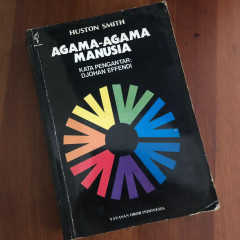 HUSTON SMITH
AGAMA-AGAMA
MANUSIA
KATA PENGANTAR:
DJOHAN EFFENDI
YAYASAN OBOR INDONESIA